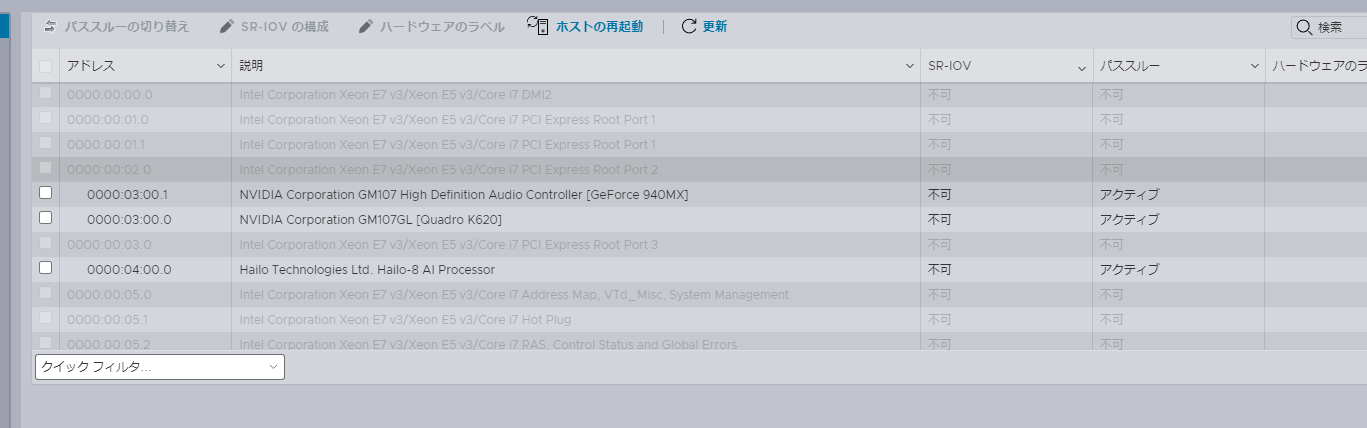 パススルーの切り替え SR-IOV の構成 ハードウェアのラベル ホストの再起動 更新 検索
アドレス 説明 SR-IOV パススルー ハードウェアのラ
0000:00:00.0 Intel Corporation Xeon E7 v3/Xeon E5 v3/Core i7 DMI2 不可 不可
0000:00:01.0 Intel Corporation Xeon E7 v3/Xeon E5 v3/Core i7 PCI Express Root Port 1 不可 不可
0000:00:01.1 Intel Corporation Xeon E7 v3/Xeon E5 v3/Core i7 PCI Express Root Port 1 不可 不可
0000:00:02.0 Intel Corporation Xeon E7 v3/Xeon E5 v3/Core i7 PCI Express Root Port 2 不可 不可
0000:03:00.1 NVIDIA Corporation GM107 High Definition Audio Controller [GeForce 940MX] 不可 アクティブ
0000:03:00.0 NVIDIA Corporation GM107GL [Quadro K620] 不可 アクティブ
0000:00:03.0 Intel Corporation Xeon E7 v3/Xeon E5 v3/Core i7 PCI Express Root Port 3 不可 不可
0000:04:00.0 Hailo Technologies Ltd. Hailo-8 AI Processor 不可 アクティブ
0000:00:05.0 Intel Corporation Xeon E7 v3/Xeon E5 v3/Core i7 Address Map, VTd_Misc, System Management 不可 不可
0000:00:05.1 Intel Corporation Xeon E7 v3/Xeon E5 v3/Core i7 Hot Plug 不可 不可
0000:00:05.2 Intel Corporation Xeon E7 v3/Xeon E5 v3/Core i7 RAS, Control Status and Global Errors 不可 不可
クイック フィルタ...